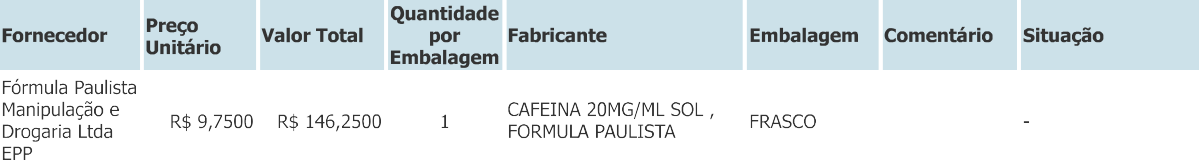 Fornecedor
Preço
Unitário
Valor Total
Quantidade
por
Embalagem
Fabricante
Embalagem
Comentário
Situação
Fórmula Paulista
Manipulação e
Drogaria Ltda
EPP
R$ 9,7500
R$ 146,2500
1
CAFEINA 20MG/ML SOL ,
FORMULA PAULISTA
FRASCO
-